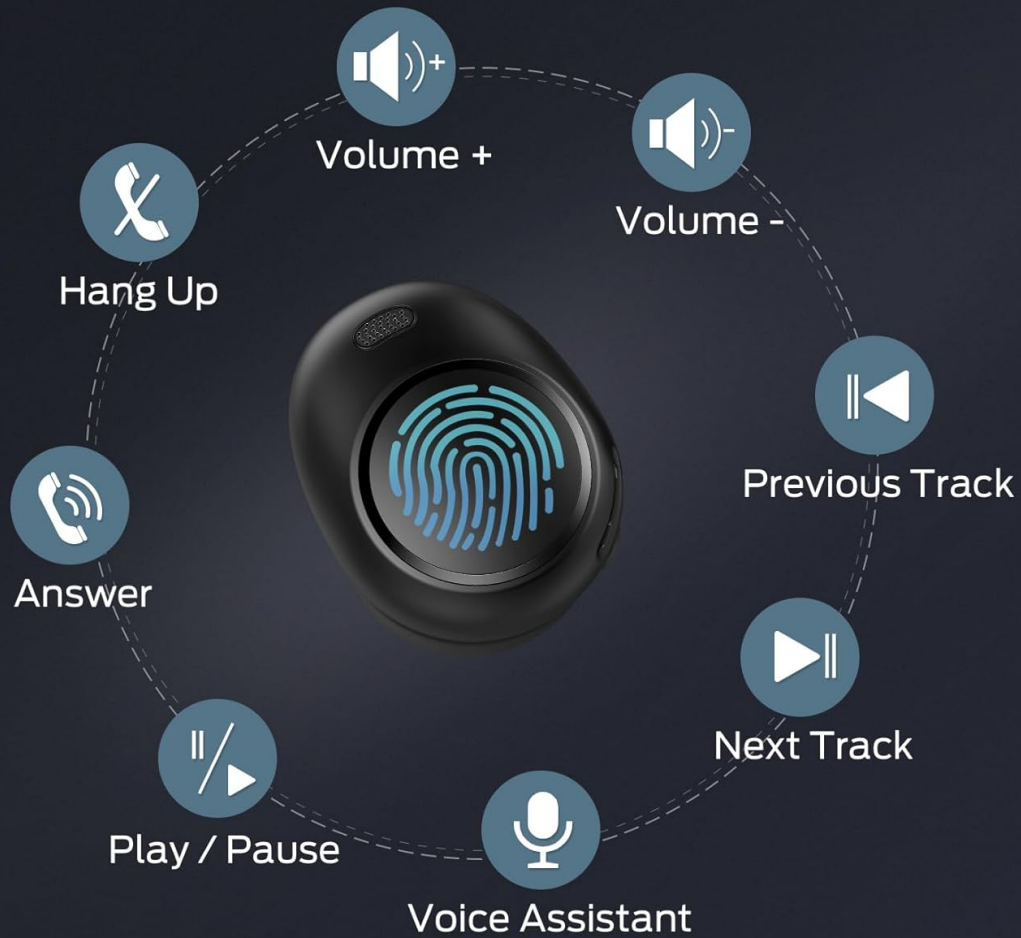 Volume +
Volume -
Hang Up
Previous Track
Answer
Next Track
Play / Pause
Voice Assistant